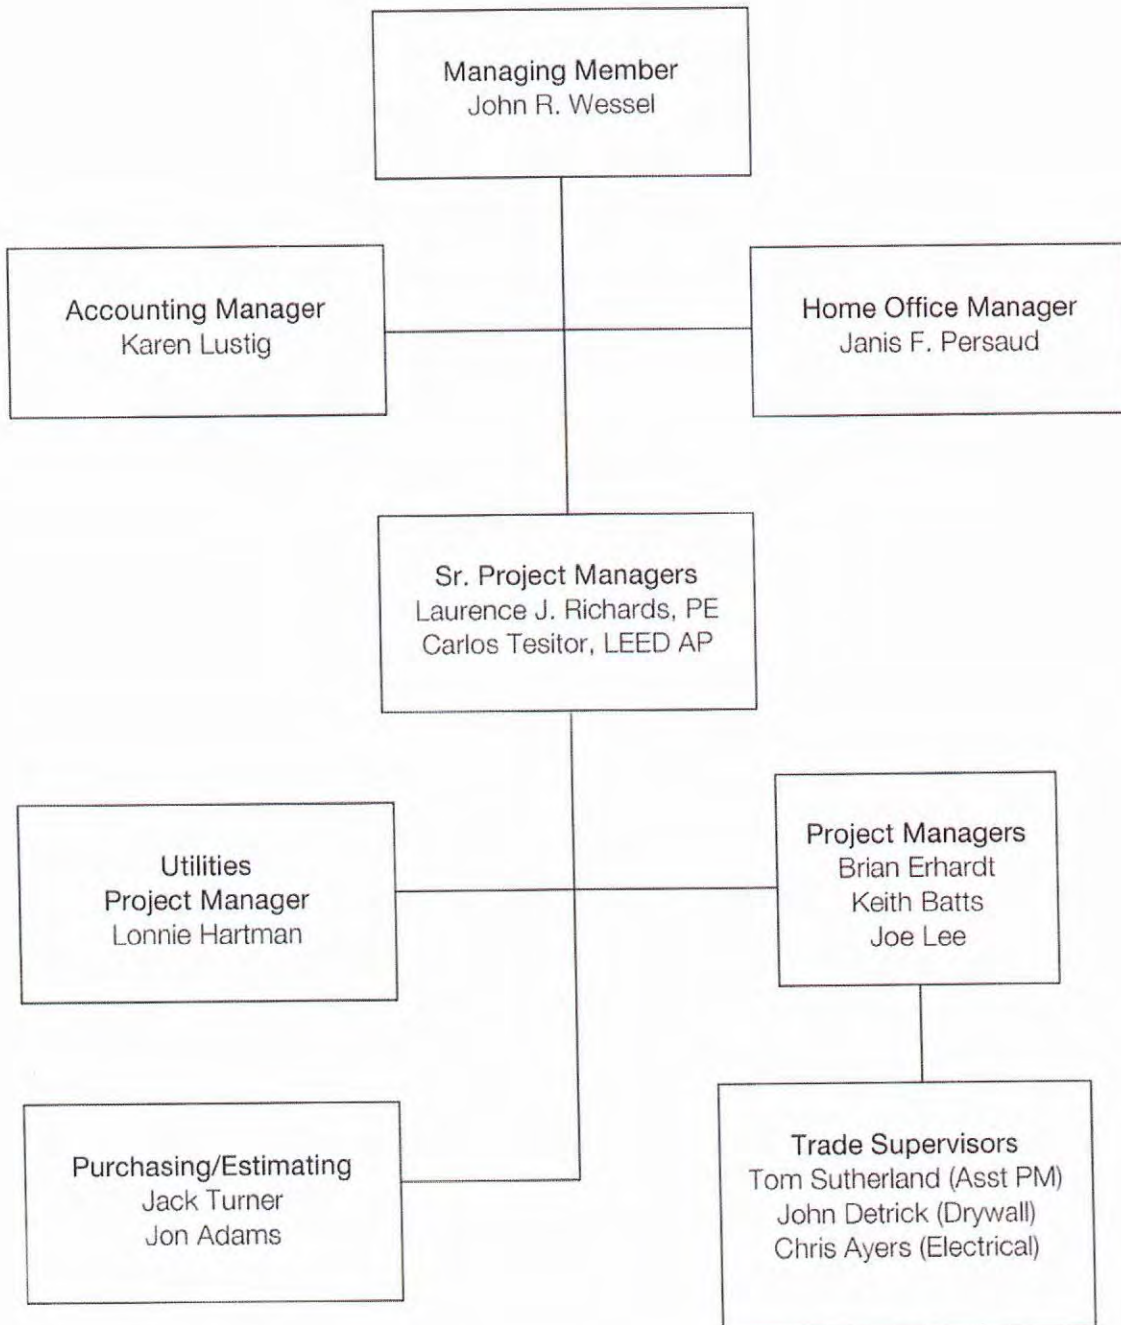 Managing Member
John R. Wessel
Accounting Manager
Karen Lustig
Home Office Manager
Janis F. Persaud
Sr. Project Managers
Laurence J. Richards, PE
Carlos Tesitor, LEED AP
Utilities
Project Manager
Lonnie Hartman
Project Managers
Brian Erhardt
Keith Batts
Joe Lee
Purchasing/Estimating
Jack Turner
Jon Adams
Trade Supervisors
Tom Sutherland (Asst PM)
John Detrick (Drywall)
Chris Ayers (Electrical)